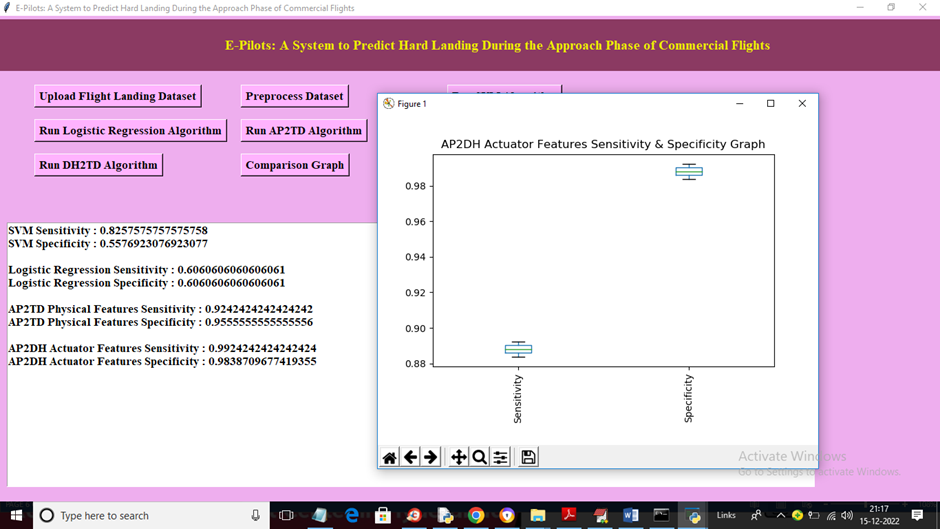 E-Pilots: A System to Predict Hard Landing During the Approach Phase of Commercial Flights
E-Pilots: A System to Predict Hard Landing During the Approach Phase of Commercial Flights
Upload Flight Landing Dataset
Preprocess Dataset
Run Logistic Regression Algorithm
Run AP2TD Algorithm
Run DH2TD Algorithm
Comparison Graph
SVM Sensitivity : 0.8257575757575758
SVM Specificity : 0.5576923076923077
Logistic Regression Sensitivity : 0.6060606060606061
Logistic Regression Specificity : 0.6060606060606061
AP2TD Physical Features Sensitivity : 0.9242424242424242
AP2TD Physical Features Specificity : 0.9555555555555556
AP2DH Actuator Features Sensitivity : 0.9924242424242424
AP2DH Actuator Features Specificity : 0.9838709677419355
Figure 1
AP2DH Actuator Features Sensitivity & Specificity Graph
0.98
0.96
0.94
0.92
0.90
0.88
Sensitivity
Specificity
Activate Windows
Go to Settings to activate Windows.
Type here to search
Links
21:17
15-12-2022